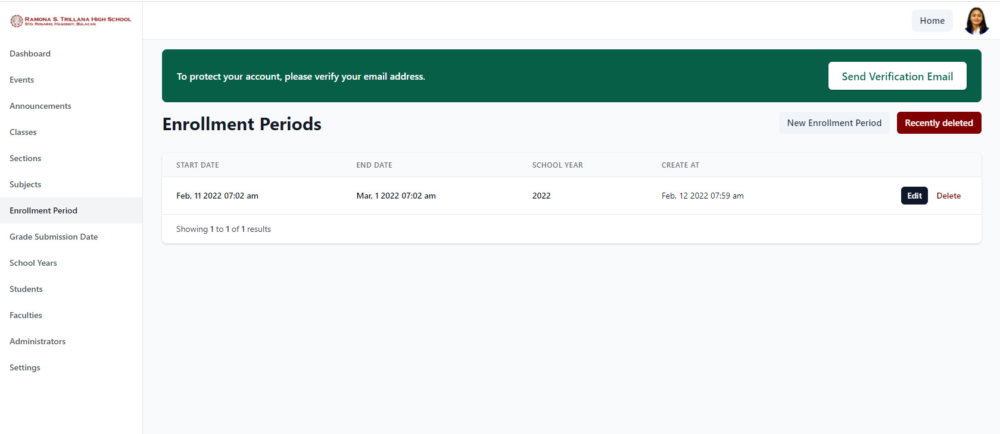 RAMONA S. TRILLANA HIGH SCHOOL
STO. ROSARIO, HAGONOY, BULACAN
Home
Dashboard
Events
Announcements
Classes
Sections
Subjects
Enrollment Period
Grade Submission Date
School Years
Students
Faculties
Administrators
Settings
To protect your account, please verify your email address.
Send Verification Email
Enrollment Periods
New Enrollment Period
Recently deleted
START DATE END DATE SCHOOL YEAR CREATE AT
Feb, 11 2022 07:02 am Mar, 1 2022 07:02 am 2022 Feb, 12 2022 07:59 am Edit Delete
Showing 1 to 1 of 1 results